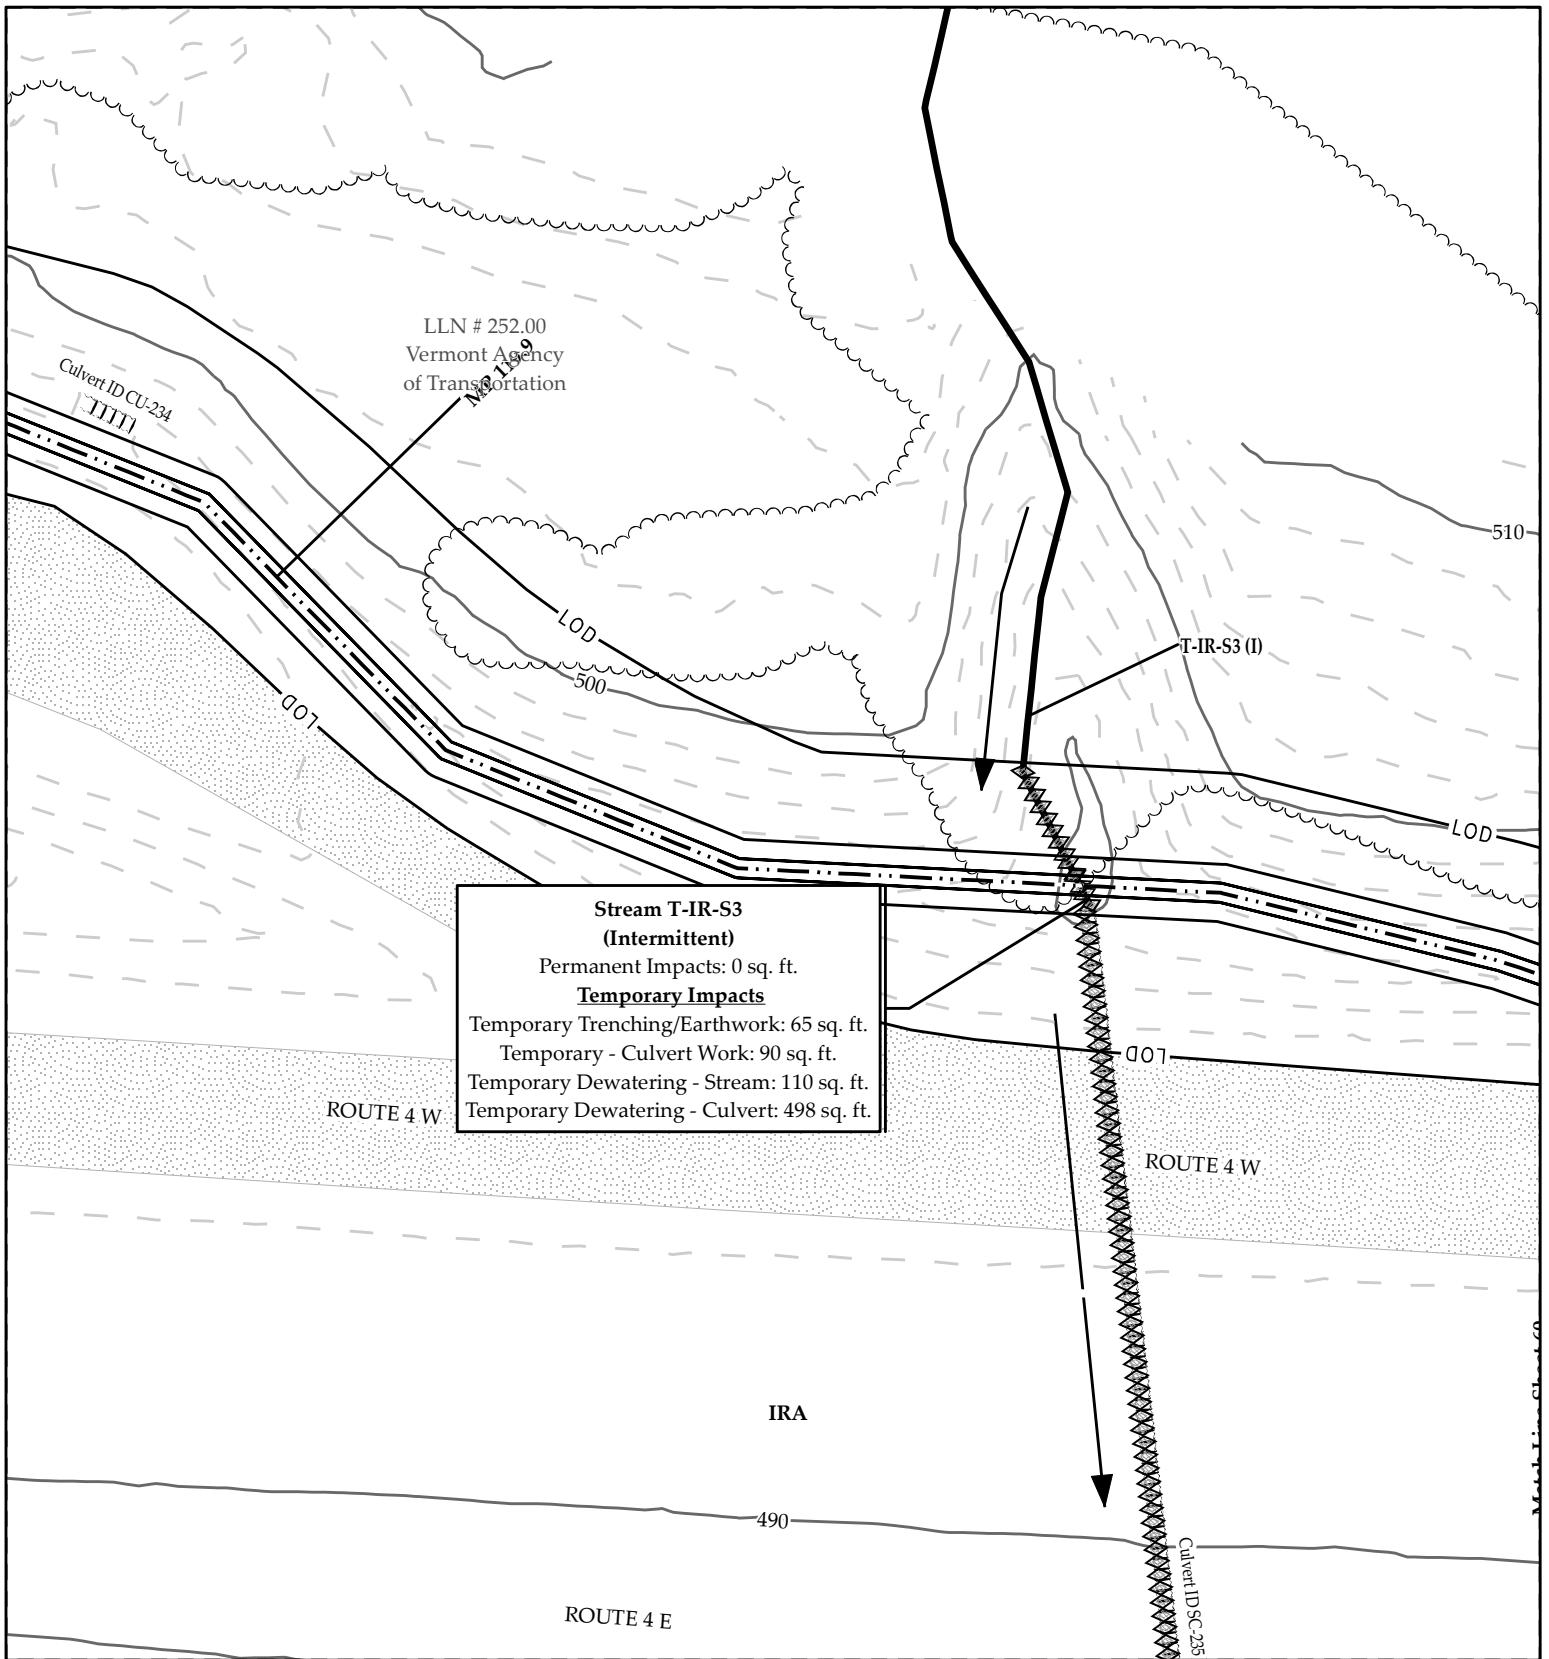 LLN # 252.00
Vermont Agency
of Transportation
Culvert ID CU-234
510
LOD
T-IR-S3 (I)
500
LOD
LOD
Stream T-IR-S3
(Intermittent)
Permanent Impacts: 0 sq. ft.
Temporary Impacts
Temporary Trenching/Earthwork: 65 sq. ft.
Temporary - Culvert Work: 90 sq. ft.
Temporary Dewatering - Stream: 110 sq. ft.
Temporary Dewatering - Culvert: 498 sq. ft.
LOD
ROUTE 4 W
ROUTE 4 W
IRA
490
Culvert ID SC-235
ROUTE 4 E